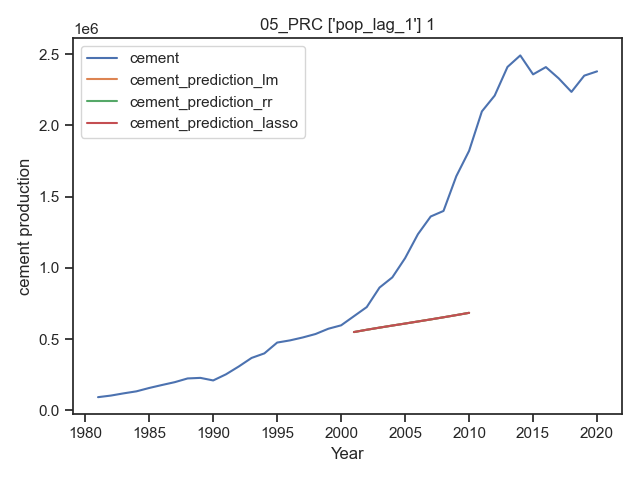 05_PRC ['pop_lag_1'] 1
1e6
cement
cement_prediction_lm
cement_prediction_rr
cement_prediction_lasso
2.5
2.0
1.5
1.0
0.5
0.0
cement production
1980 1985 1990 1995 2000 2005 2010 2015 2020
Year